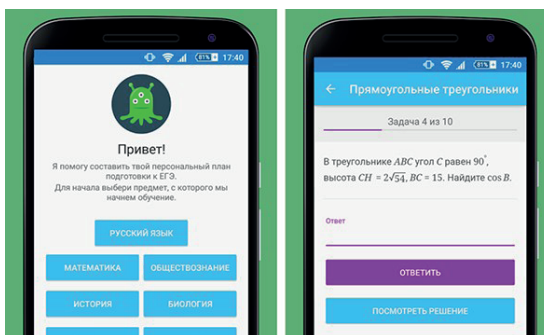 81% 17:40
Привет!
Я помогу составить твой персональный план
подготовки к ЕГЭ.
Для начала выбери предмет, с которого мы
начнем обучение.
РУССКИЙ ЯЗЫК
МАТЕМАТИКА
ОБЩЕСТВОЗНАНИЕ
ИСТОРИЯ
БИОЛОГИЯ
81% 17:40
← Прямоугольные треугольники
Задача 4 из 10
В треугольнике ABC угол C равен 90°,
высота CH = 2√54, BC = 15. Найдите cos B.
Ответ
ОТВЕТИТЬ
ПОСМОТРЕТЬ РЕШЕНИЕ